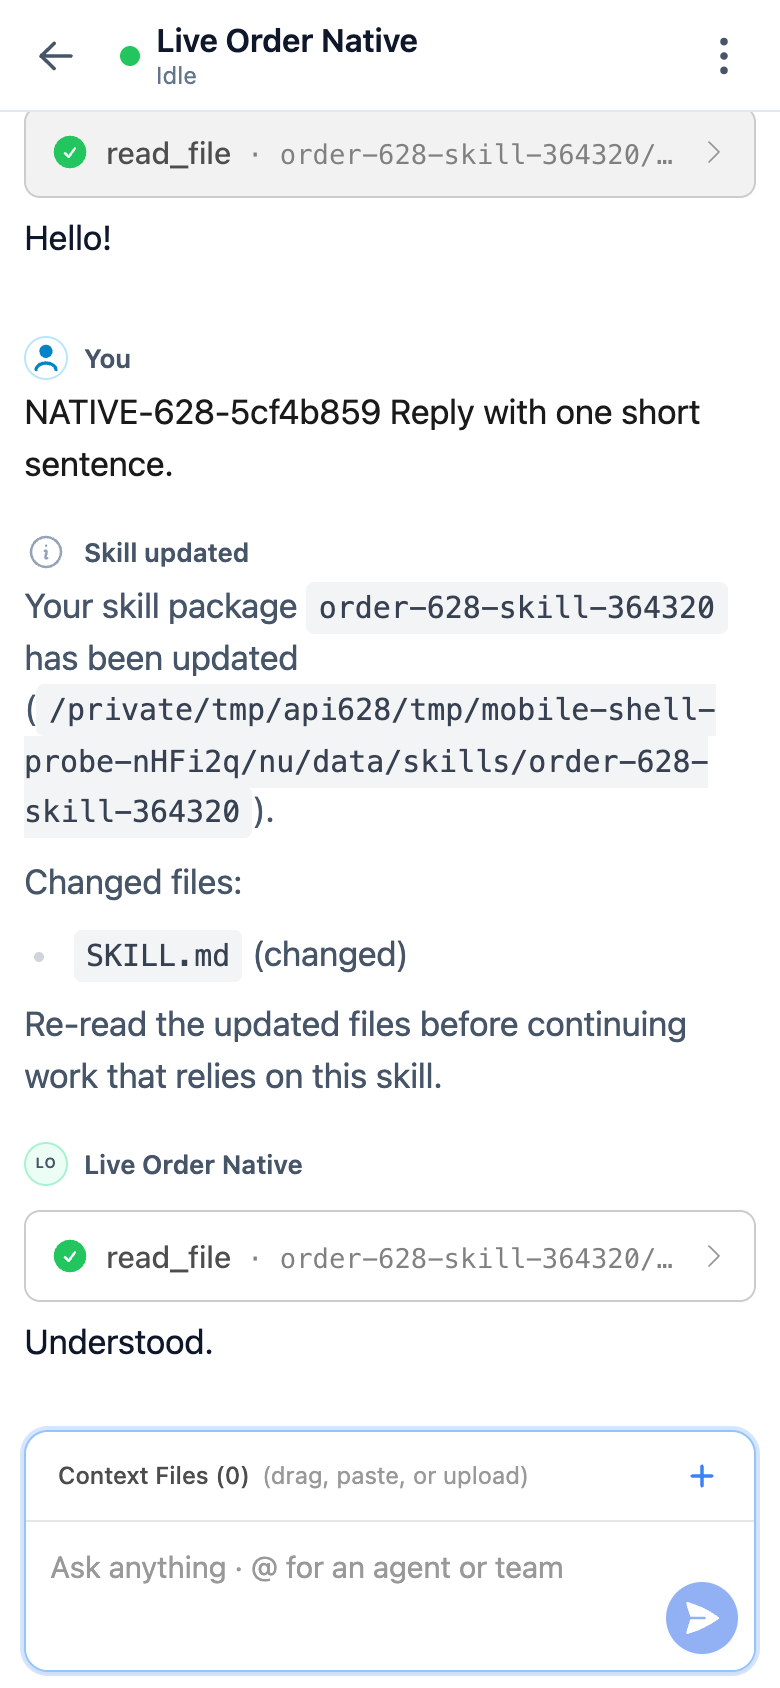 Live Order Native
Idle
read_file · order-628-skill-364320/…
Hello!
You
NATIVE-628-5cf4b859 Reply with one short
sentence.
Skill updated
Your skill package order-628-skill-364320
has been updated
(/private/tmp/api628/tmp/mobile-shell-
probe-nHFi2q/nu/data/skills/order-628-
skill-364320).
Changed files:
• SKILL.md (changed)
Re-read the updated files before continuing
work that relies on this skill.
LO Live Order Native
read_file · order-628-skill-364320/…
Understood.
Context Files (0) (drag, paste, or upload)
Ask anything · @ for an agent or team